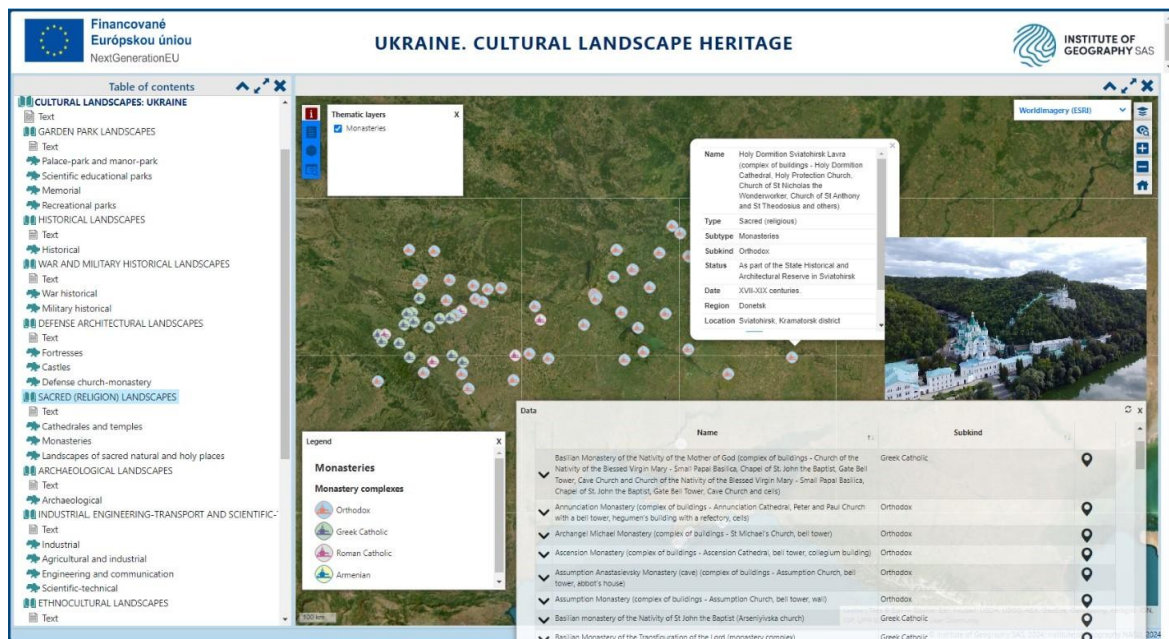 Financované
Európskou úniou
NextGenerationEU
UKRAINE. CULTURAL LANDSCAPE HERITAGE
INSTITUTE OF
GEOGRAPHY SAS
Table of contents
CULTURAL LANDSCAPES: UKRAINE
Text
GARDEN PARK LANDSCAPES
Text
Palace-park and manor-park
Scientific educational parks
Memorial
Recreational parks
HISTORICAL LANDSCAPES
Text
Historical
WAR AND MILITARY HISTORICAL LANDSCAPES
Text
War historical
Military historical
DEFENSE ARCHITECTURAL LANDSCAPES
Text
Fortresses
Castles
Defense church-monastery
SACRED (RELIGION) LANDSCAPES
Text
Cathedrales and temples
Monasteries
Landscapes of sacred natural and holy places
ARCHAEOLOGICAL LANDSCAPES
Text
Archaeological
INDUSTRIAL, ENGINEERING-TRANSPORT AND SCIENTIFIC-
Text
Industrial
Agricultural and industrial
Engineering and communication
Scientific-technical
ETHNOCULTURAL LANDSCAPES
Text
Thematic layers X
Monasteries
WorldImagery (ESRI)
Name Holy Dormition Sviatohirsk Lavra
(complex of buildings - Holy Dormition
Cathedral, Holy Protection Church,
Church of St Nicholas the
Wonderworker, Church of St Anthony
and St Theodosius and others)
Type Sacred (religious)
Subtype Monasteries
Subkind Orthodox
Status As part of the State Historical and
Architectural Reserve in Sviatohirsk
Date XVII-XIX centuries.
Region Donetsk
Location Sviatohirsk, Kramatorsk district
Legend X
Monasteries
Monastery complexes
Orthodox
Greek Catholic
Roman Catholic
Armenian
100 km
Data X
Name Subkind
Basilian Monastery of the Nativity of the Mother of God (complex of buildings - Church of the Greek Catholic
Nativity of the Blessed Virgin Mary - Small Papal Basilica, Chapel of St. John the Baptist, Gate Bell
Tower, Cave Church and Church of the Nativity of the Blessed Virgin Mary - Small Papal Basilica,
Chapel of St. John the Baptist, Gate Bell Tower, Cave Church and cells)
Annunciation Monastery (complex of buildings - Annunciation Cathedral, Peter and Paul Church Orthodox
with a bell tower, hegumen's building with a refectory, cells)
Archangel Michael Monastery (complex of buildings - St Michael's Church, bell tower) Orthodox
Ascension Monastery (complex of buildings - Ascension Cathedral, bell tower, collegium building) Orthodox
Assumption Anastasievsky Monastery (cave) (complex of buildings - Assumption Church, bell Orthodox
tower, abbot's house)
Assumption Monastery (complex of buildings - Assumption Church, bell tower, wall) Orthodox
Basilian monastery of the Nativity of St John the Baptist (Arseniyivska church) Greek Catholic
Basilian Monastery of the Transfiguration of the Lord (monastery complex) Greek Catholic